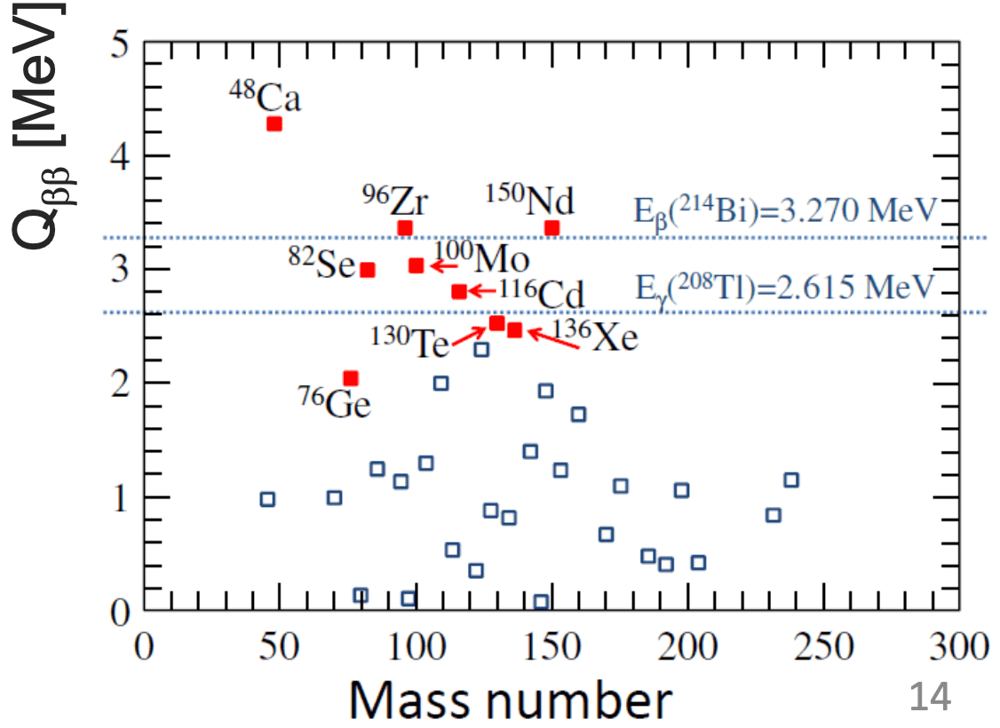 Qββ [MeV]
5
⁴⁸Ca
4
⁹⁶Zr
¹⁵⁰Nd
Eβ(²¹⁴Bi)=3.270 MeV
3
⁸²Se
¹⁰⁰Mo
¹¹⁶Cd
Eγ(²⁰⁸Tl)=2.615 MeV
¹³⁰Te
¹³⁶Xe
2
⁷⁶Ge
1
0
0 50 100 150 200 250 300
Mass number
14